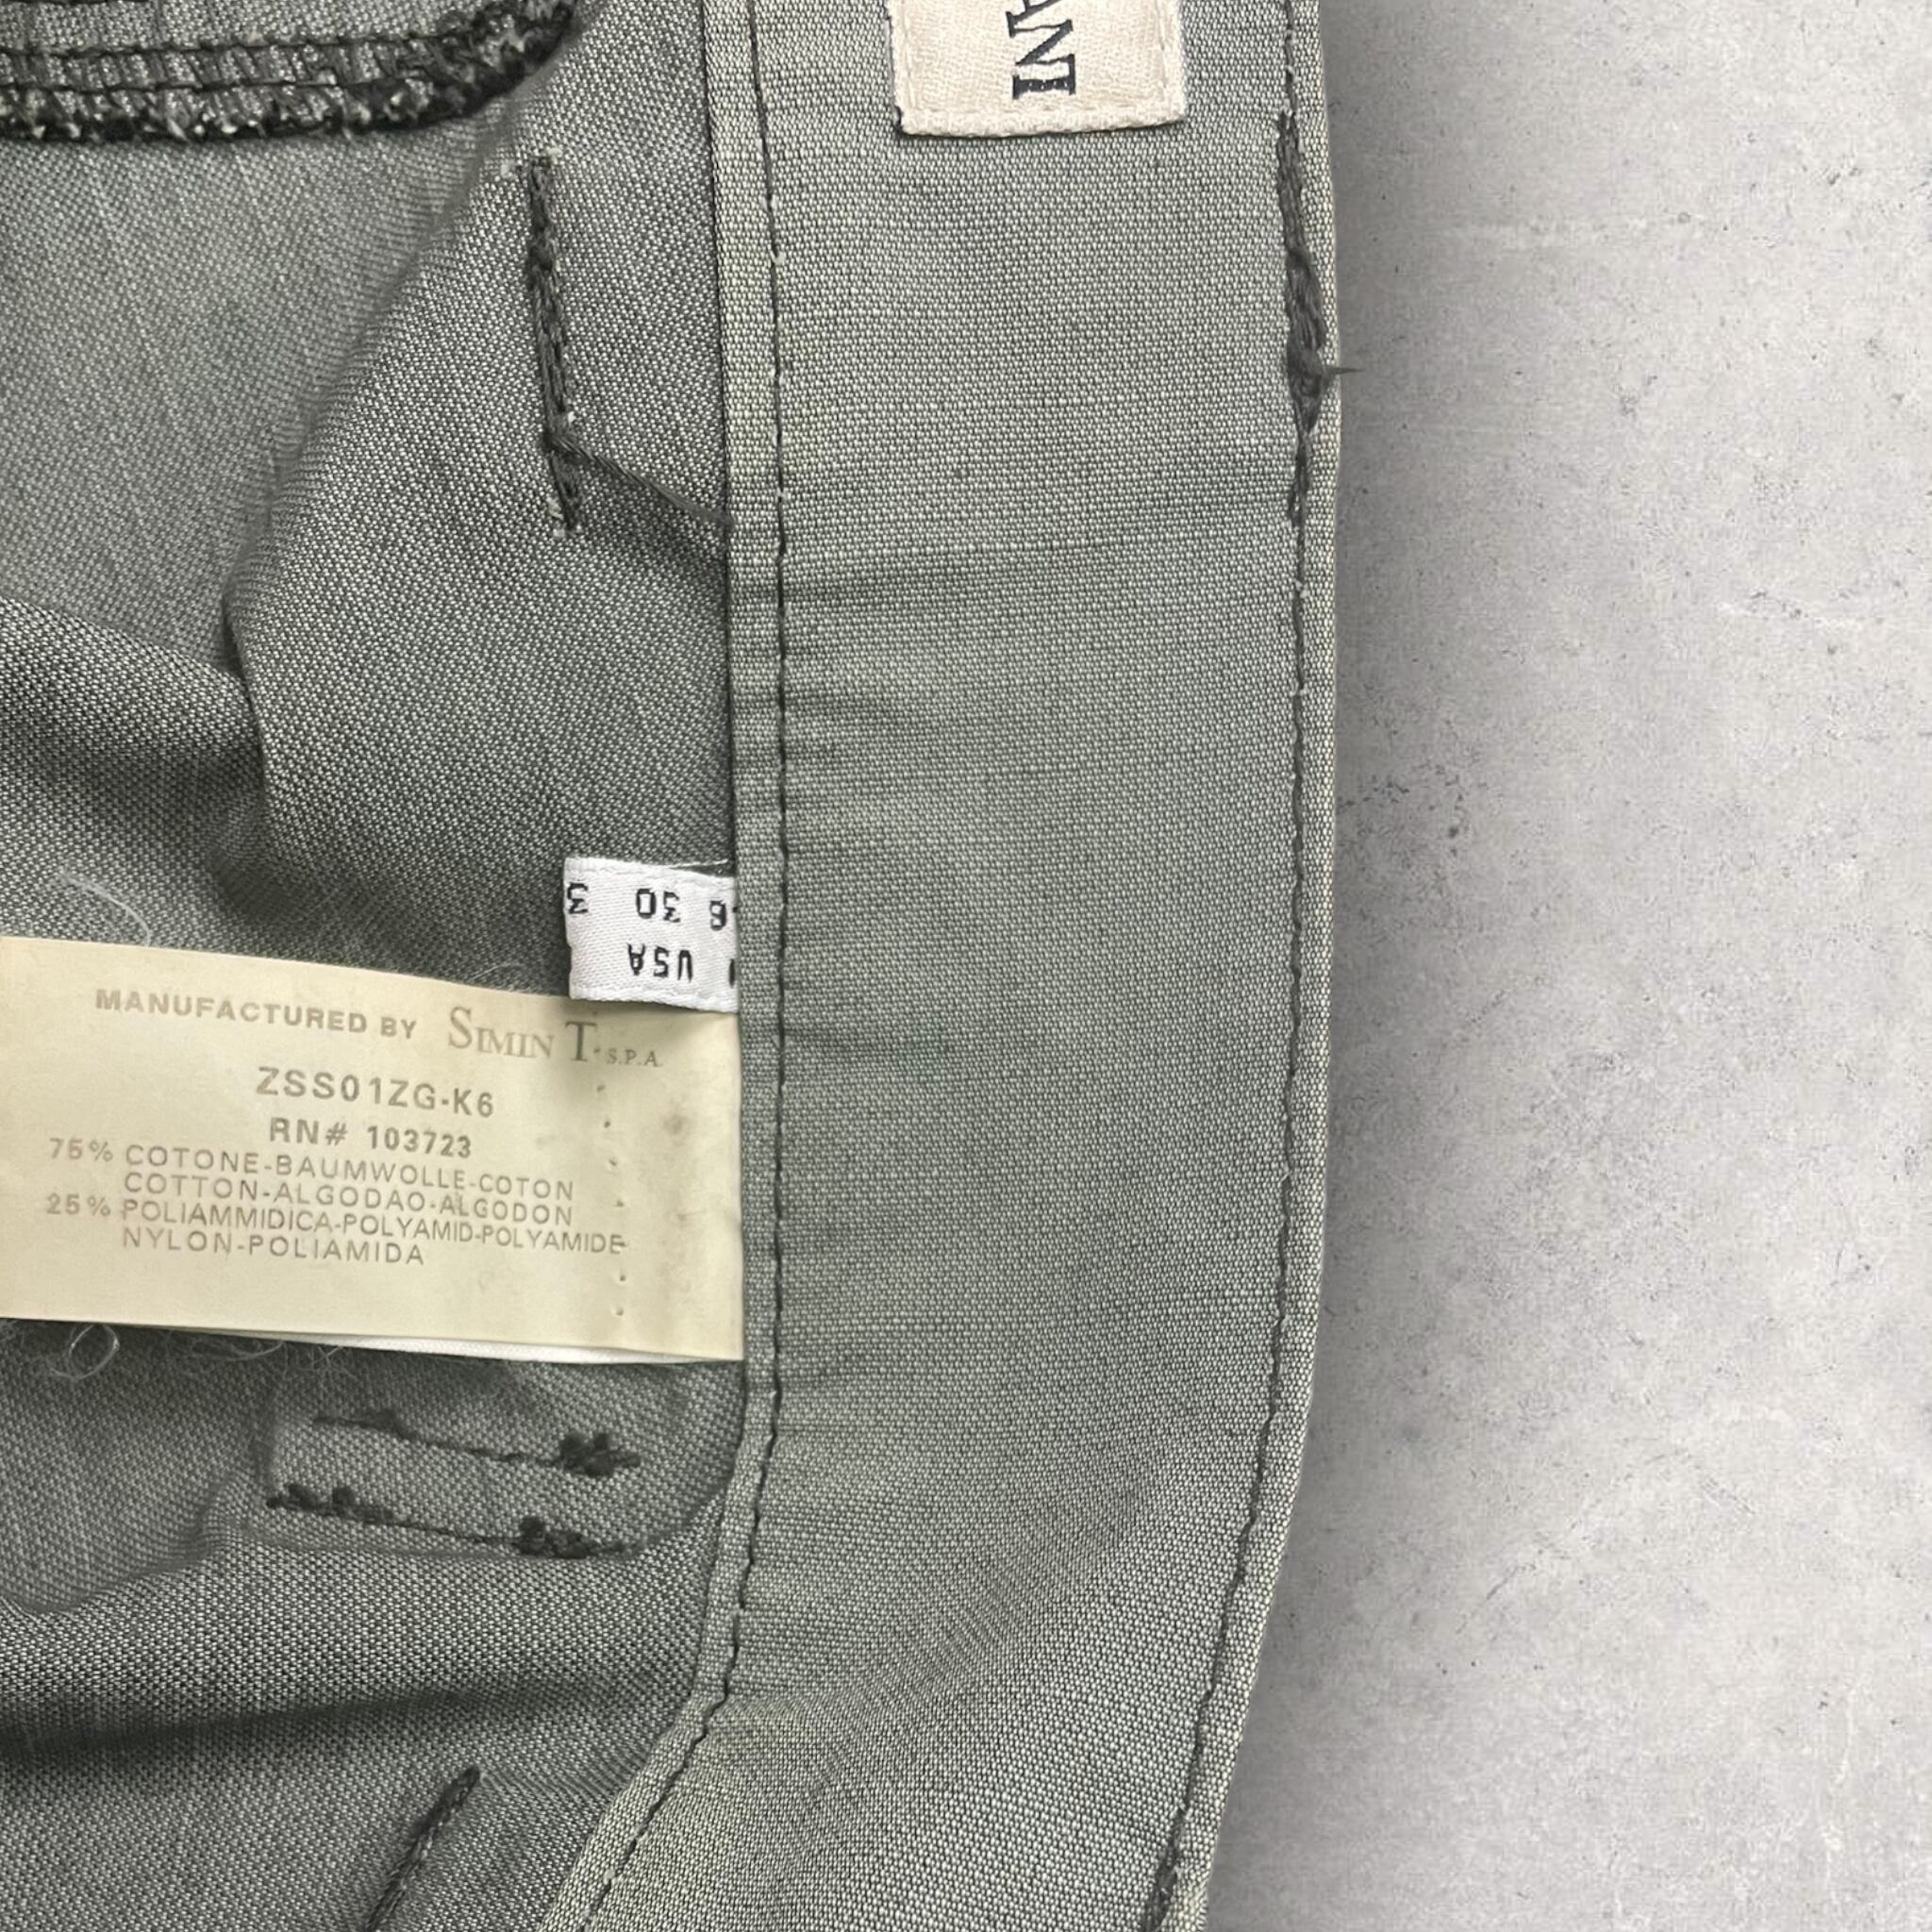 ANI
30
USA
MANUFACTURED BY SIMIN T. S.P.A.
ZSS01ZG-K6
RN# 103723
75% COTONE-BAUMWOLLE-COTON
COTTON-ALGODAO-ALGODON
25% POLIAMMIDICA-POLYAMID-POLYAMIDE
NYLON-POLIAMIDA